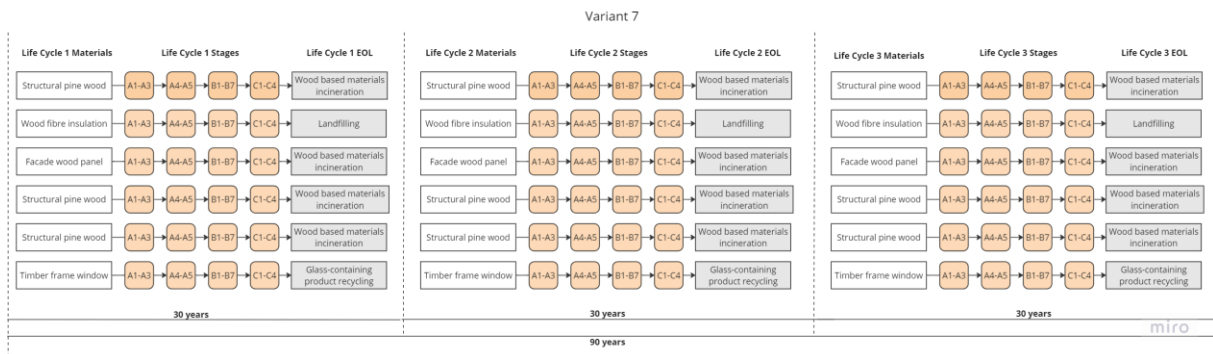 Variant 7
Life Cycle 1 Materials Life Cycle 1 Stages Life Cycle 1 EOL Life Cycle 2 Materials Life Cycle 2 Stages Life Cycle 2 EOL Life Cycle 3 Materials Life Cycle 3 Stages Life Cycle 3 EOL
Structural pine wood A1-A3 A4-A5 B1-B7 C1-C4 Wood based materials
incineration
Structural pine wood A1-A3 A4-A5 B1-B7 C1-C4 Wood based materials
incineration
Structural pine wood A1-A3 A4-A5 B1-B7 C1-C4 Wood based materials
incineration
Wood fibre insulation A1-A3 A4-A5 B1-B7 C1-C4 Landfilling
Wood fibre insulation A1-A3 A4-A5 B1-B7 C1-C4 Landfilling
Wood fibre insulation A1-A3 A4-A5 B1-B7 C1-C4 Landfilling
Facade wood panel A1-A3 A4-A5 B1-B7 C1-C4 Wood based materials
incineration
Facade wood panel A1-A3 A4-A5 B1-B7 C1-C4 Wood based materials
incineration
Facade wood panel A1-A3 A4-A5 B1-B7 C1-C4 Wood based materials
incineration
Structural pine wood A1-A3 A4-A5 B1-B7 C1-C4 Wood based materials
incineration
Structural pine wood A1-A3 A4-A5 B1-B7 C1-C4 Wood based materials
incineration
Structural pine wood A1-A3 A4-A5 B1-B7 C1-C4 Wood based materials
incineration
Structural pine wood A1-A3 A4-A5 B1-B7 C1-C4 Wood based materials
incineration
Structural pine wood A1-A3 A4-A5 B1-B7 C1-C4 Wood based materials
incineration
Structural pine wood A1-A3 A4-A5 B1-B7 C1-C4 Wood based materials
incineration
Timber frame window A1-A3 A4-A5 B1-B7 C1-C4 Glass-containing
product recycling
Timber frame window A1-A3 A4-A5 B1-B7 C1-C4 Glass-containing
product recycling
Timber frame window A1-A3 A4-A5 B1-B7 C1-C4 Glass-containing
product recycling
30 years 30 years 30 years
miro
90 years